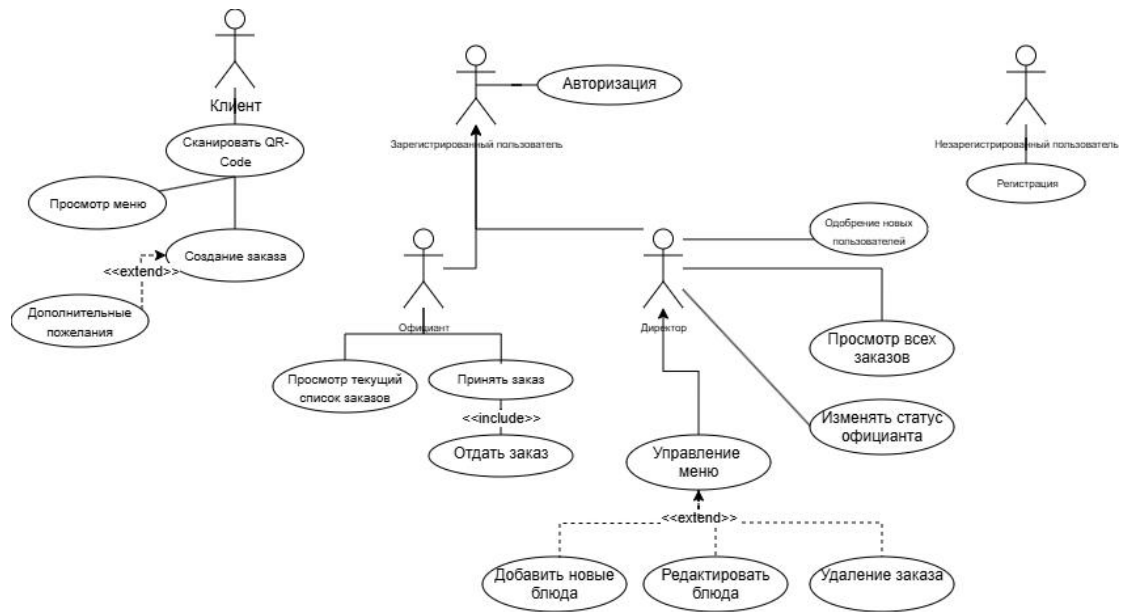 Клиент
Сканировать QR-
Code
Просмотр меню
Создание заказа
<<extend>>
Дополнительные
пожелания
Авторизация
Зарегистрированный пользователь
Незарегистрированный пользователь
Регистрация
Официант
Просмотр текущий
список заказов
Принять заказ
<<include>>
Отдать заказ
Директор
Одобрение новых
пользователей
Просмотр всех
заказов
Изменять статус
официанта
Управление
меню
<<extend>>
Добавить новые
блюда
Редактировать
блюда
Удаление заказа